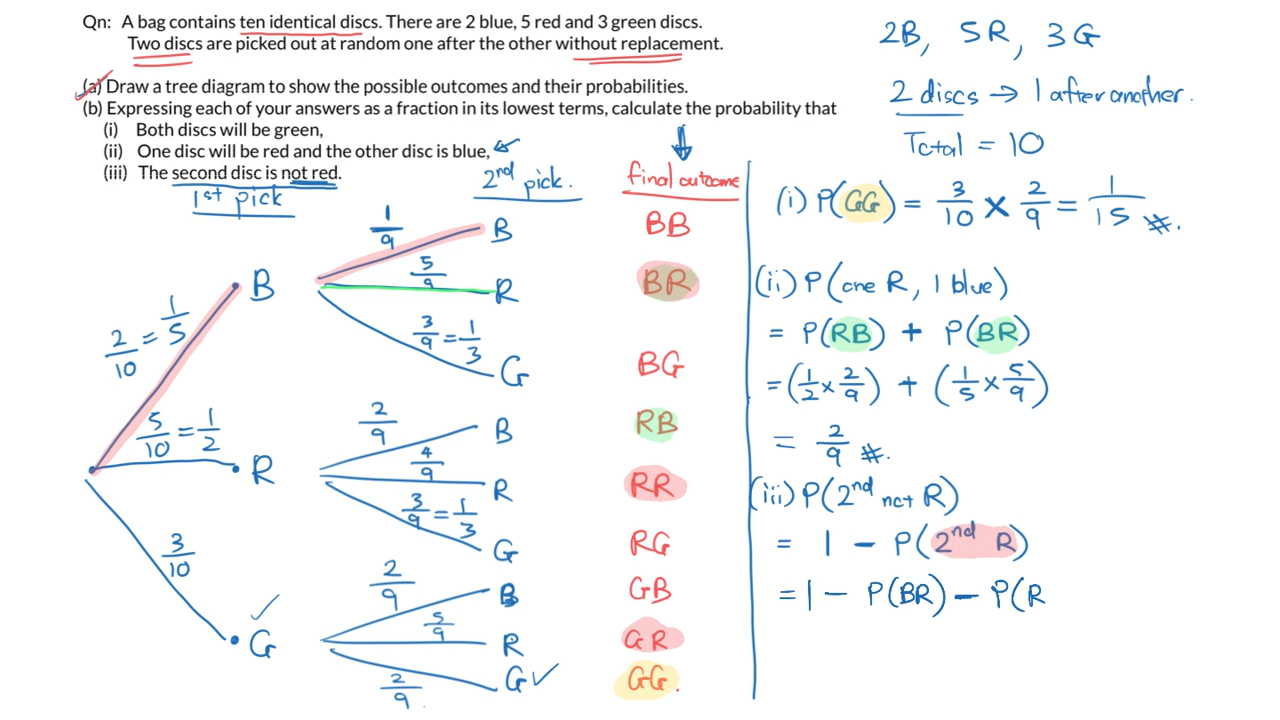 Qn: A bag contains ten identical discs. There are 2 blue, 5 red and 3 green discs.
Two discs are picked out at random one after the other without replacement.
(a) Draw a tree diagram to show the possible outcomes and their probabilities.
(b) Expressing each of your answers as a fraction in its lowest terms, calculate the probability that
(i) Both discs will be green,
(ii) One disc will be red and the other disc is blue,
(iii) The second disc is not red.
2B, 5R, 3G
2 discs → 1 after another.
Total = 10
1st pick
2nd pick.
final outcome
2/10 = 1/5
B
1/9
B
BB
5/9
R
BR
3/9 = 1/3
G
BG
5/10 = 1/2
R
2/9
B
RB
4/9
R
RR
3/9 = 1/3
G
RG
3/10
G
2/9
B
GB
5/9
R
GR
2/9
G
GG.
(i) P(GG) = 3/10 × 2/9 = 1/15 #.
(ii) P(one R, 1 blue)
= P(RB) + P(BR)
= (1/2 × 2/9) + (1/5 × 5/9)
= 2/9 #.
(iii) P(2nd not R)
= 1 - P(2nd R)
= 1 - P(BR) - P(R